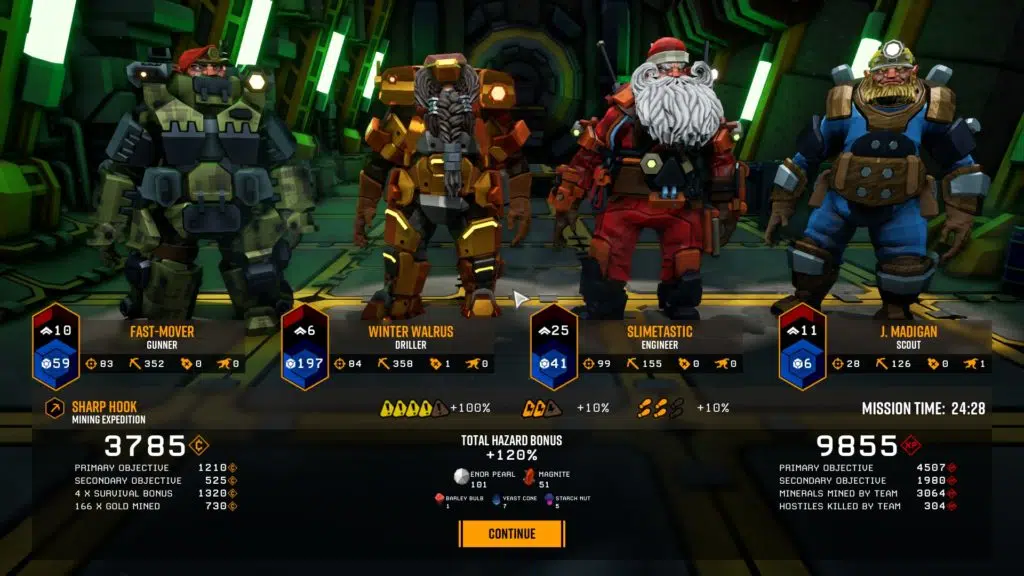 10
FAST-MOVER
GUNNER
59
83
352
0
0
6
WINTER WALRUS
DRILLER
197
84
358
1
0
25
SLIMETASTIC
ENGINEER
41
99
155
0
0
11
J. MADIGAN
SCOUT
6
28
126
0
1
SHARP HOOK
MINING EXPEDITION
+100%
+10%
+10%
MISSION TIME: 24:28
3785 C
PRIMARY OBJECTIVE 1210
SECONDARY OBJECTIVE 525
4 X SURVIVAL BONUS 1320
166 X GOLD MINED 730
TOTAL HAZARD BONUS
+120%
ENOR PEARL
101
MAGNITE
51
BARLEY BULB
1
YEAST CONE
7
STARCH NUT
5
CONTINUE
9855 XP
PRIMARY OBJECTIVE 4507
SECONDARY OBJECTIVE 1980
MINERALS MINED BY TEAM 3064
HOSTILES KILLED BY TEAM 304